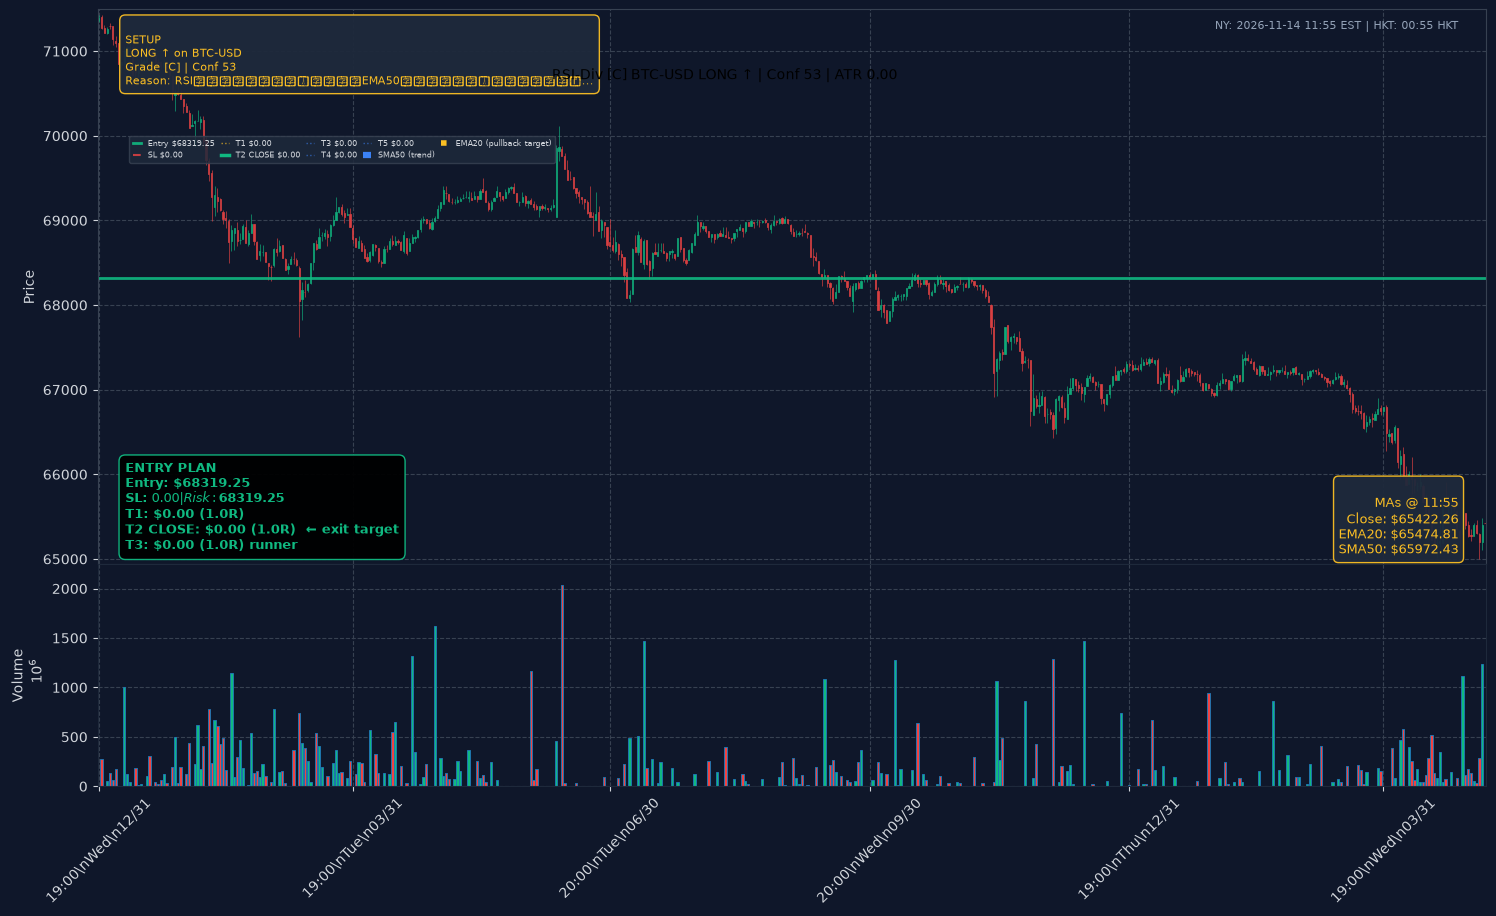 NY: 2026-11-14 11:55 EST | HKT: 00:55 HKT
SETUP
LONG ↑ on BTC-USD
Grade [C] | Conf 53
Reason: RSI EMA50 ...
RSI Div [C] BTC-USD LONG ↑ | Conf 53 | ATR 0.00
Entry $68319.25 T1 $0.00 T3 $0.00 T5 $0.00 EMA20 (pullback target)
SL $0.00 T2 CLOSE $0.00 T4 $0.00 SMA50 (trend)
71000
70000
69000
68000
67000
66000
65000
Price
ENTRY PLAN
Entry: $68319.25
SL: 0.00|Risk:68319.25
T1: $0.00 (1.0R)
T2 CLOSE: $0.00 (1.0R) ← exit target
T3: $0.00 (1.0R) runner
MAs @ 11:55
Close: $65422.26
EMA20: $65474.81
SMA50: $65972.43
2000
1500
1000
500
0
Volume
10⁶
19:00\nWed\n12/31
19:00\nTue\n03/31
20:00\nTue\n06/30
20:00\nWed\n09/30
19:00\nThu\n12/31
19:00\nWed\n03/31